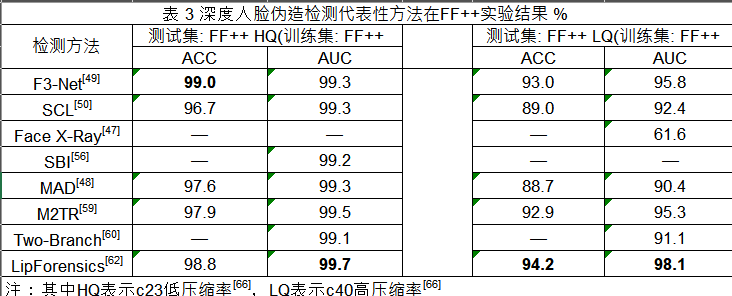 表 3 深度人脸伪造检测代表性方法在FF++实验结果 %
检测方法 测试集: FF++ HQ(训练集: FF++ 测试集: FF++ LQ(训练集: FF++
ACC AUC ACC AUC
F3-Net[49] 99.0 99.3 93.0 95.8
SCL[50] 96.7 99.3 89.0 92.4
Face X-Ray[47] — — — 61.6
SBI[56] — 99.2 — —
MAD[48] 97.6 99.3 88.7 90.4
M2TR[59] 97.9 99.5 92.9 95.3
Two-Branch[60] — 99.1 — 91.1
LipForensics[62] 98.8 99.7 94.2 98.1
注：其中HQ表示c23低压缩率[66]，LQ表示c40高压缩率[66]